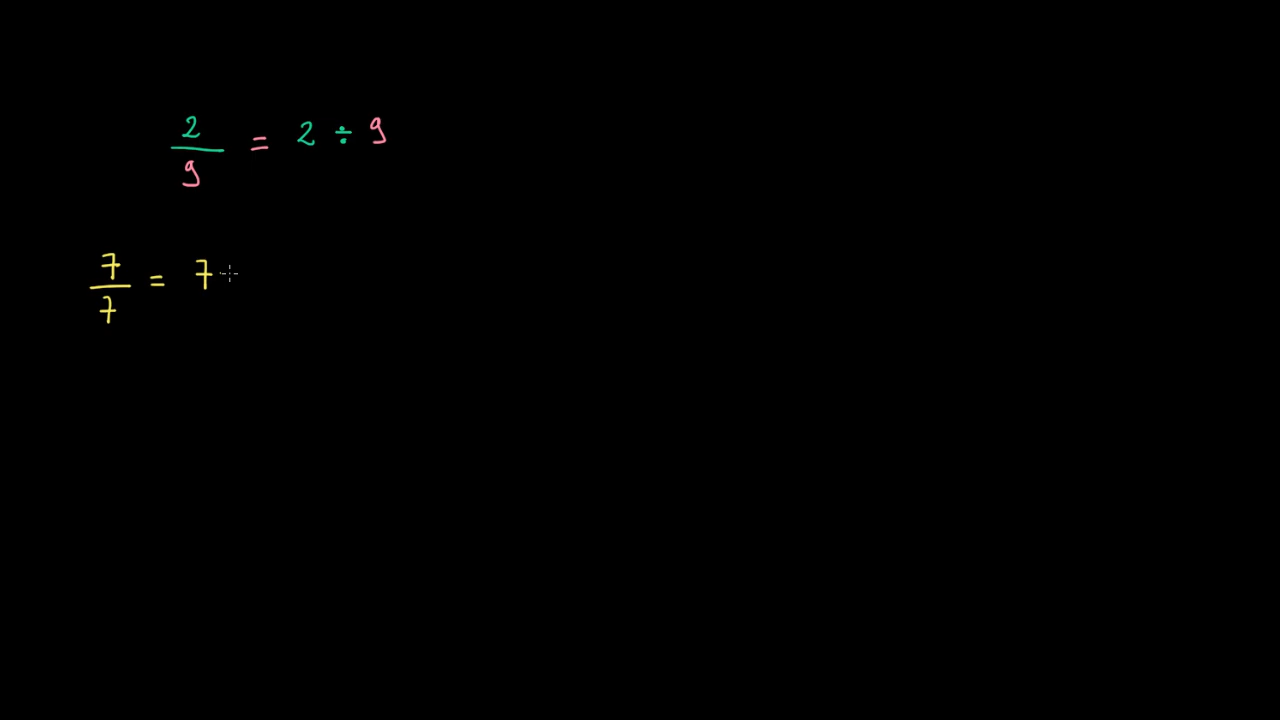 2/9 = 2 ÷ 9
7/7 = 7